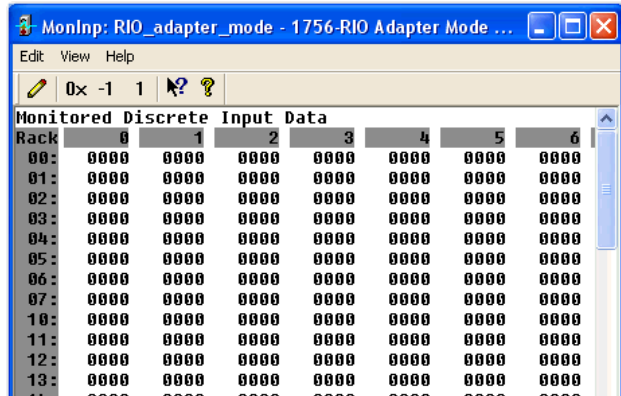 MonInp: RIO_adapter_mode - 1756-RIO Adapter Mode ...
Edit View Help
0x -1 1
Monitored Discrete Input Data
Rack 0 1 2 3 4 5 6
00: 0000 0000 0000 0000 0000 0000 0000
01: 0000 0000 0000 0000 0000 0000 0000
02: 0000 0000 0000 0000 0000 0000 0000
03: 0000 0000 0000 0000 0000 0000 0000
04: 0000 0000 0000 0000 0000 0000 0000
05: 0000 0000 0000 0000 0000 0000 0000
06: 0000 0000 0000 0000 0000 0000 0000
07: 0000 0000 0000 0000 0000 0000 0000
10: 0000 0000 0000 0000 0000 0000 0000
11: 0000 0000 0000 0000 0000 0000 0000
12: 0000 0000 0000 0000 0000 0000 0000
13: 0000 0000 0000 0000 0000 0000 0000